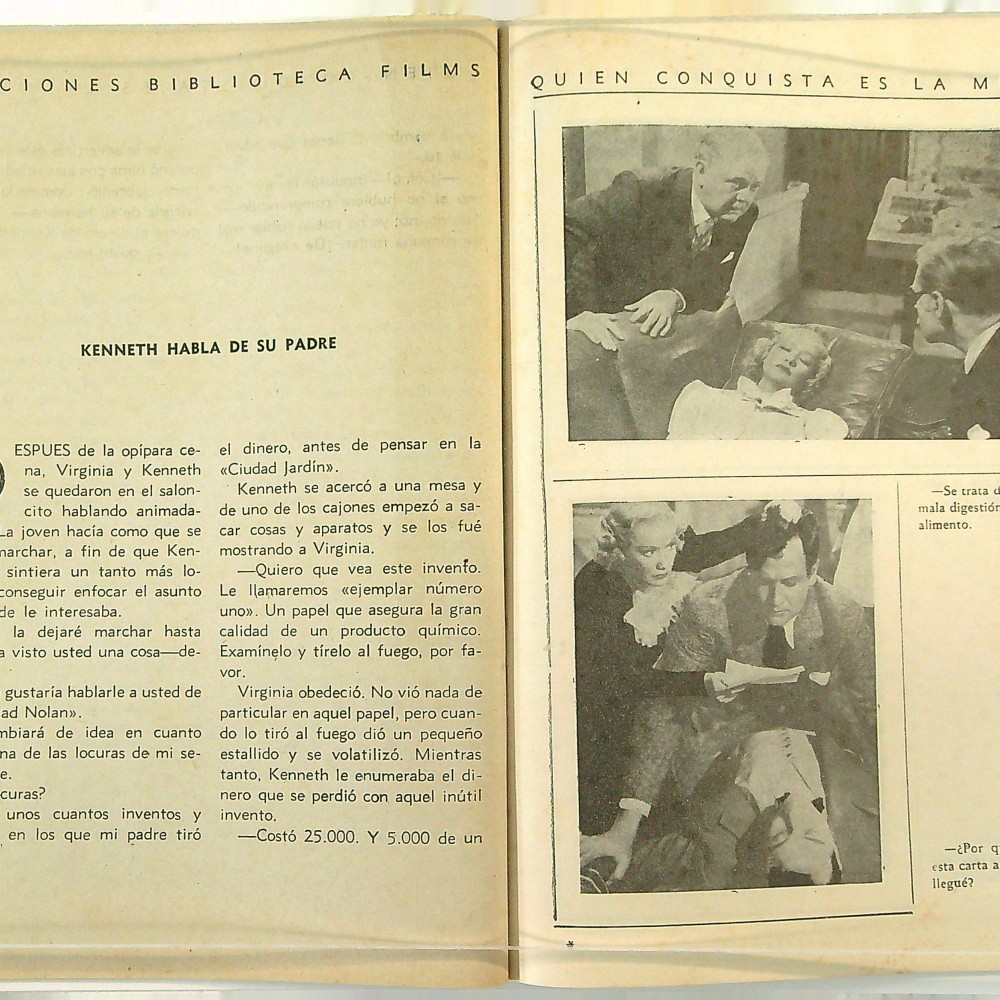 CIONES BIBLIOTECA FILMS
KENNETH HABLA DE SU PADRE
ESPUES de la opípara ce-
na, Virginia y Kenneth
se quedaron en el salon-
cito hablando animada-
La joven hacía como que se
marchar, a fin de que Ken-
sintiera un tanto más lo-
conseguir enfocar el asunto
de le interesaba.
la dejaré marchar hasta
a visto usted una cosa—de-
gustaría hablarle a usted de
ad Nolan».
mbiará de idea en cuanto
na de las locuras de mi se-
e.
curas?
unos cuantos inventos y
en los que mi padre tiró
el dinero, antes de pensar en la
«Ciudad Jardín».
Kenneth se acercó a una mesa y
de uno de los cajones empezó a sa-
car cosas y aparatos y se los fué
mostrando a Virginia.
—Quiero que vea este invento.
Le llamaremos «ejemplar número
uno». Un papel que asegura la gran
calidad de un producto químico.
Examínelo y tírelo al fuego, por fa-
vor.
Virginia obedeció. No vió nada de
particular en aquel papel, pero cuan-
do lo tiró al fuego dió un pequeño
estallido y se volatilizó. Mientras
tanto, Kenneth le enumeraba el di-
nero que se perdió con aquel inútil
invento.
—Costó 25.000. Y 5.000 de un
QUIEN CONQUISTA ES LA M
—Se trata d
mala digestión
alimento.
—¿Por q
esta carta a
llegué?
*